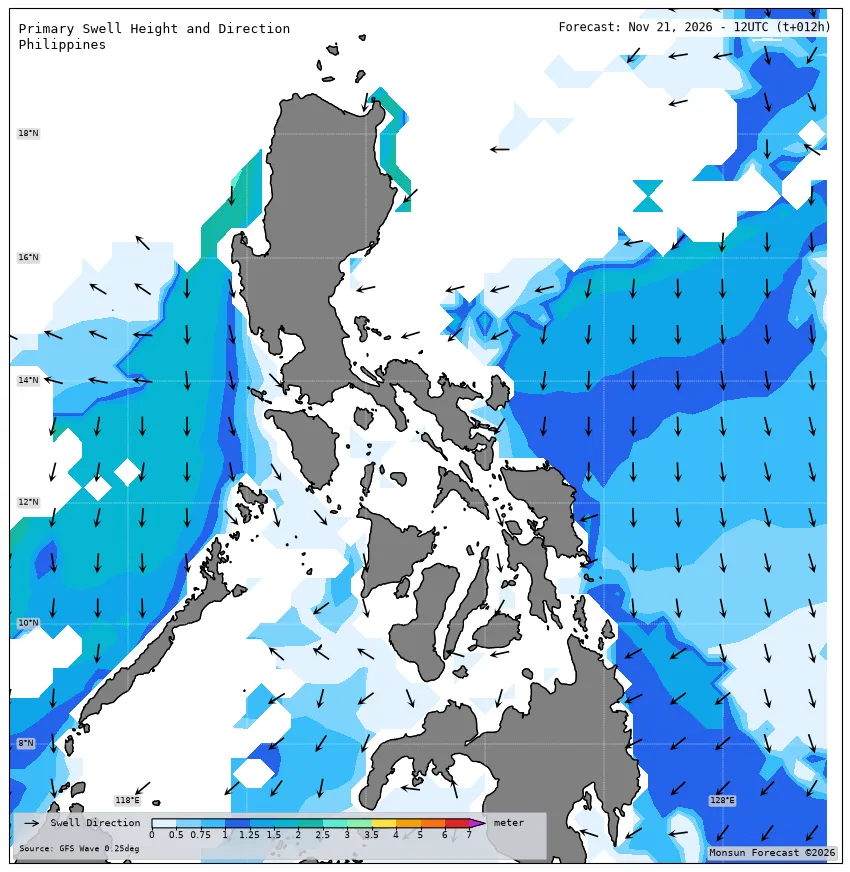 Primary Swell Height and Direction
Philippines
Forecast: Nov 21, 2026 - 12UTC (t+012h)
18°N
16°N
14°N
12°N
10°N
8°N
118°E
128°E
Swell Direction
0 0.5 0.75 1 1.25 1.5 2 2.5 3 3.5 4 5 6 7
meter
Source: GFS Wave 0.25deg
Monsun Forecast ©2026